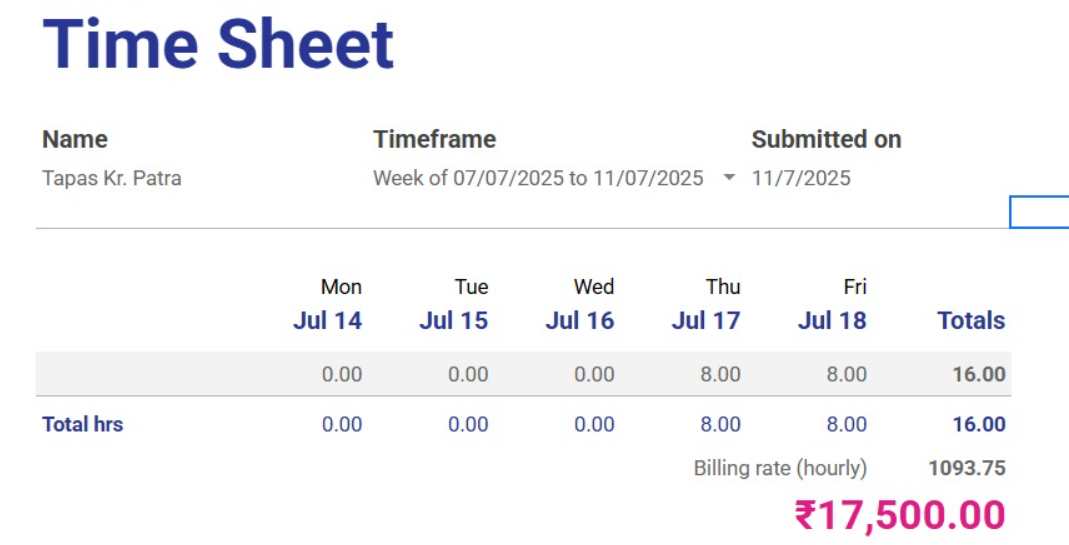 Time Sheet
Name Timeframe Submitted on
Tapas Kr. Patra Week of 07/07/2025 to 11/07/2025 11/7/2025
Mon Tue Wed Thu Fri
Jul 14 Jul 15 Jul 16 Jul 17 Jul 18 Totals
0.00 0.00 0.00 8.00 8.00 16.00
Total hrs 0.00 0.00 0.00 8.00 8.00 16.00
Billing rate (hourly) 1093.75
₹17,500.00